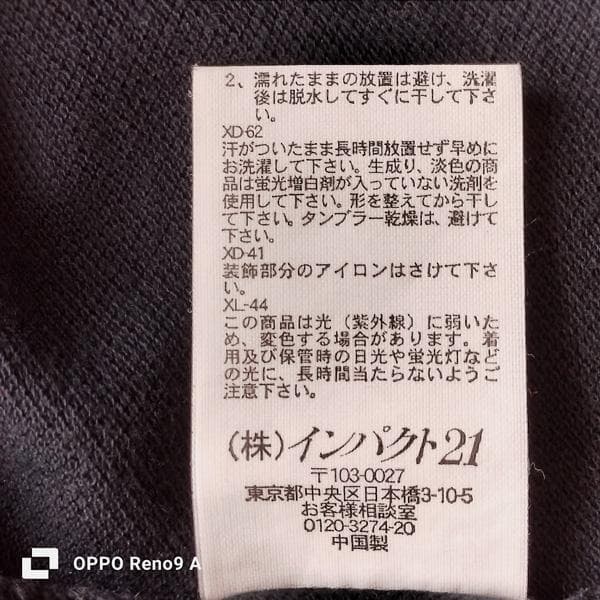 2、濡れたままの放置は避け、洗濯
後は脱水してすぐに干して下さ
い。
XD-62
汗がついたまま長時間放置せず早めに
お洗濯して下さい。生成り、淡色の商
品は蛍光増白剤が入っていない洗剤を
使用して下さい。形を整えてから干し
て下さい。タンブラー乾燥は、避けて
下さい。
XD-41
装飾部分のアイロンはさけて下さ
い。
XL-44
この商品は光（紫外線）に弱いた
め、変色する場合があります。着
用及び保管時の日光や蛍光灯など
の光に、長時間当たらないようご
注意下さい。
(株)インパクト21
〒103-0027
東京都中央区日本橋3-10-5
お客様相談室
0120-3274-20
中国製
OPPO Reno9 A